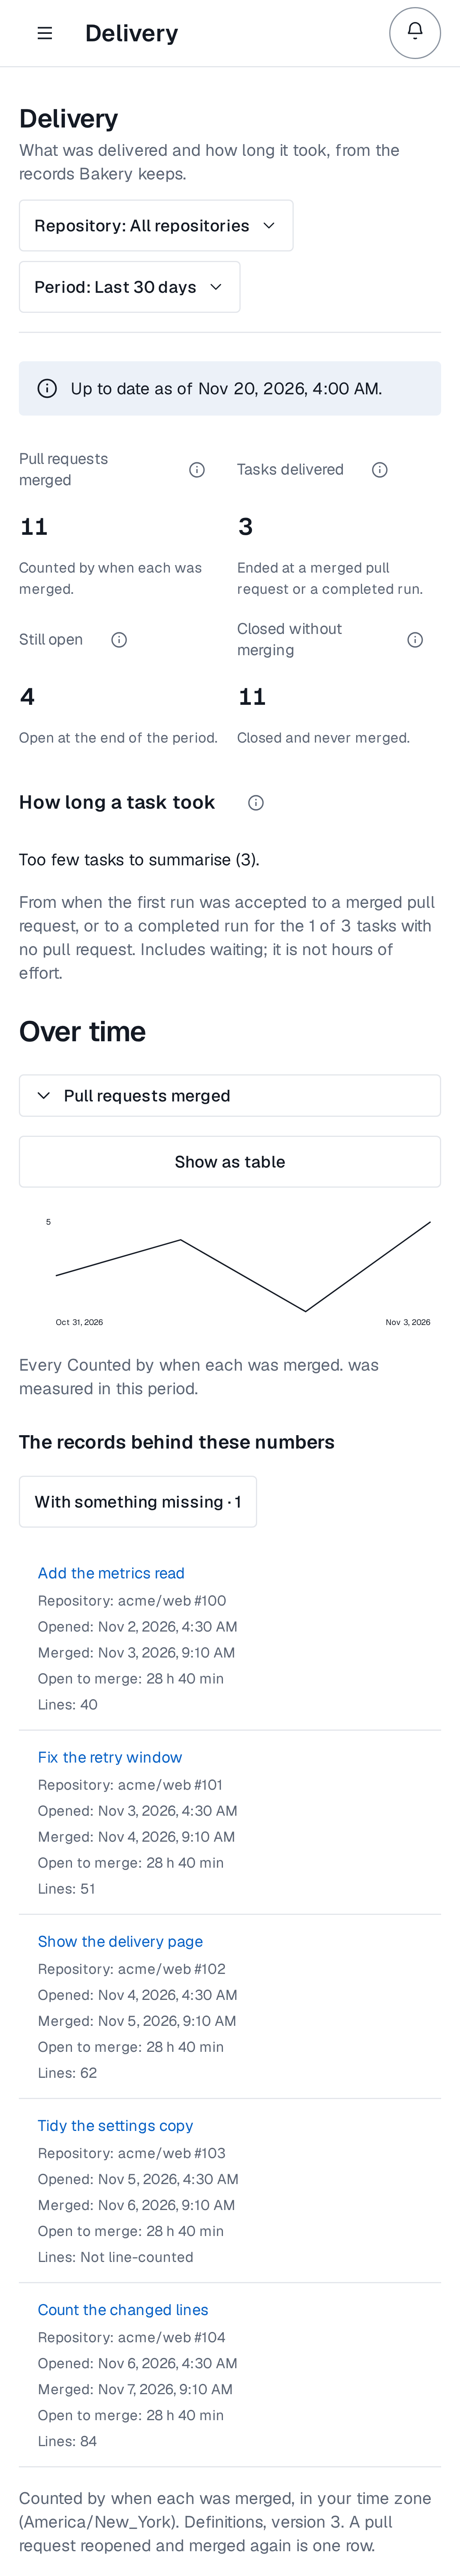 Delivery
Delivery
What was delivered and how long it took, from the
records Bakery keeps.
Repository: All repositories
Period: Last 30 days
Up to date as of Nov 20, 2026, 4:00 AM.
Pull requests
merged
Tasks delivered
11
3
Counted by when each was
merged.
Ended at a merged pull
request or a completed run.
Still open
Closed without
merging
4
11
Open at the end of the period.
Closed and never merged.
How long a task took
Too few tasks to summarise (3).
From when the first run was accepted to a merged pull
request, or to a completed run for the 1 of 3 tasks with
no pull request. Includes waiting; it is not hours of
effort.
Over time
Pull requests merged
Show as table
5
Oct 31, 2026
Nov 3, 2026
Every Counted by when each was merged. was
measured in this period.
The records behind these numbers
With something missing · 1
Add the metrics read
Repository: acme/web #100
Opened: Nov 2, 2026, 4:30 AM
Merged: Nov 3, 2026, 9:10 AM
Open to merge: 28 h 40 min
Lines: 40
Fix the retry window
Repository: acme/web #101
Opened: Nov 3, 2026, 4:30 AM
Merged: Nov 4, 2026, 9:10 AM
Open to merge: 28 h 40 min
Lines: 51
Show the delivery page
Repository: acme/web #102
Opened: Nov 4, 2026, 4:30 AM
Merged: Nov 5, 2026, 9:10 AM
Open to merge: 28 h 40 min
Lines: 62
Tidy the settings copy
Repository: acme/web #103
Opened: Nov 5, 2026, 4:30 AM
Merged: Nov 6, 2026, 9:10 AM
Open to merge: 28 h 40 min
Lines: Not line-counted
Count the changed lines
Repository: acme/web #104
Opened: Nov 6, 2026, 4:30 AM
Merged: Nov 7, 2026, 9:10 AM
Open to merge: 28 h 40 min
Lines: 84
Counted by when each was merged, in your time zone
(America/New_York). Definitions, version 3. A pull
request reopened and merged again is one row.